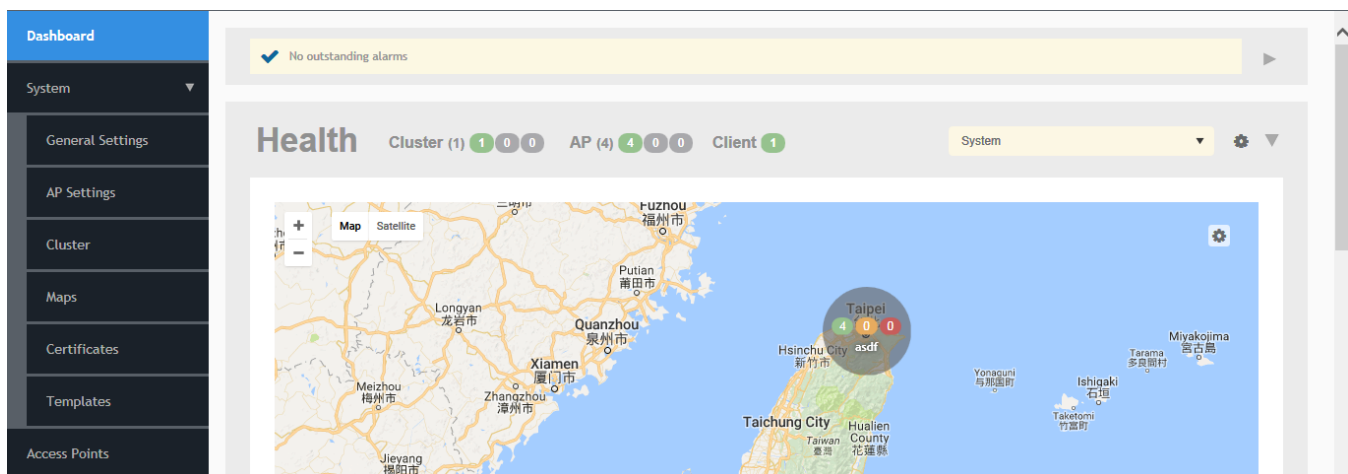 Dashboard
System
General Settings
AP Settings
Cluster
Maps
Certificates
Templates
Access Points
No outstanding alarms
Health Cluster (1) 1 0 0 AP (4) 4 0 0 Client 1
System
+
−
Map Satellite
Fuzhou
福州市
Putian
莆田市
Longyan
龙岩市
Quanzhou
泉州市
Xiamen
厦门市
Meizhou
梅州市
Zhangzhou
漳州市
Jieyang
揭阳市
Taipei
4 0 0
asdf
Hsinchu City
新竹市
Taichung City
Hualien
County
花蓮縣
Taiwan
臺灣
Miyakojima
宮古島
Tarama
多良間村
Yonaguni
与那国町
Ishigaki
石垣
Taketomi
竹富町